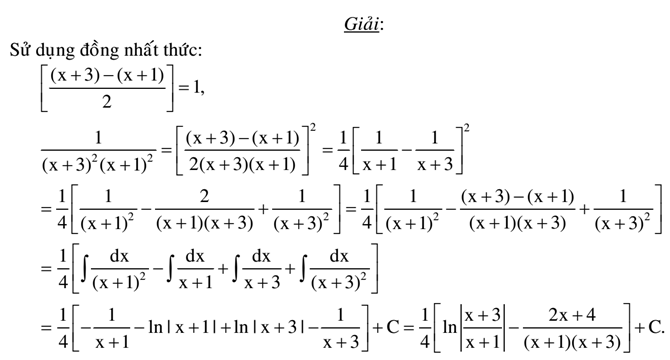 Giải:
Sử dụng đồng nhất thức:
[((x+3)−(x+1))/2] = 1,
1/((x+3)²(x+1)²) = [((x+3)−(x+1))/(2(x+3)(x+1))]² = 1/4[1/(x+1) − 1/(x+3)]²
= 1/4[1/(x+1)² − 2/((x+1)(x+3)) + 1/(x+3)²] = 1/4[1/(x+1)² − ((x+3)−(x+1))/((x+1)(x+3)) + 1/(x+3)²]
= 1/4[∫dx/(x+1)² − ∫dx/(x+1) + ∫dx/(x+3) + ∫dx/(x+3)²]
= 1/4[−1/(x+1) − ln|x+1| + ln|x+3| − 1/(x+3)] + C = 1/4[ln|(x+3)/(x+1)| − (2x+4)/((x+1)(x+3))] + C.